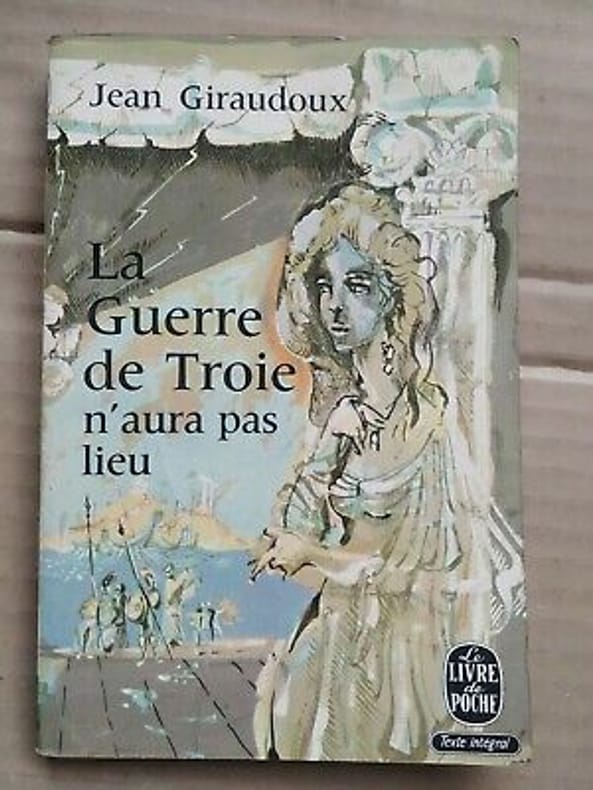 Jean Giraudoux
La
Guerre
de Troie
n'aura pas
lieu
Le
LIVRE
de
POCHE
Texte intégral